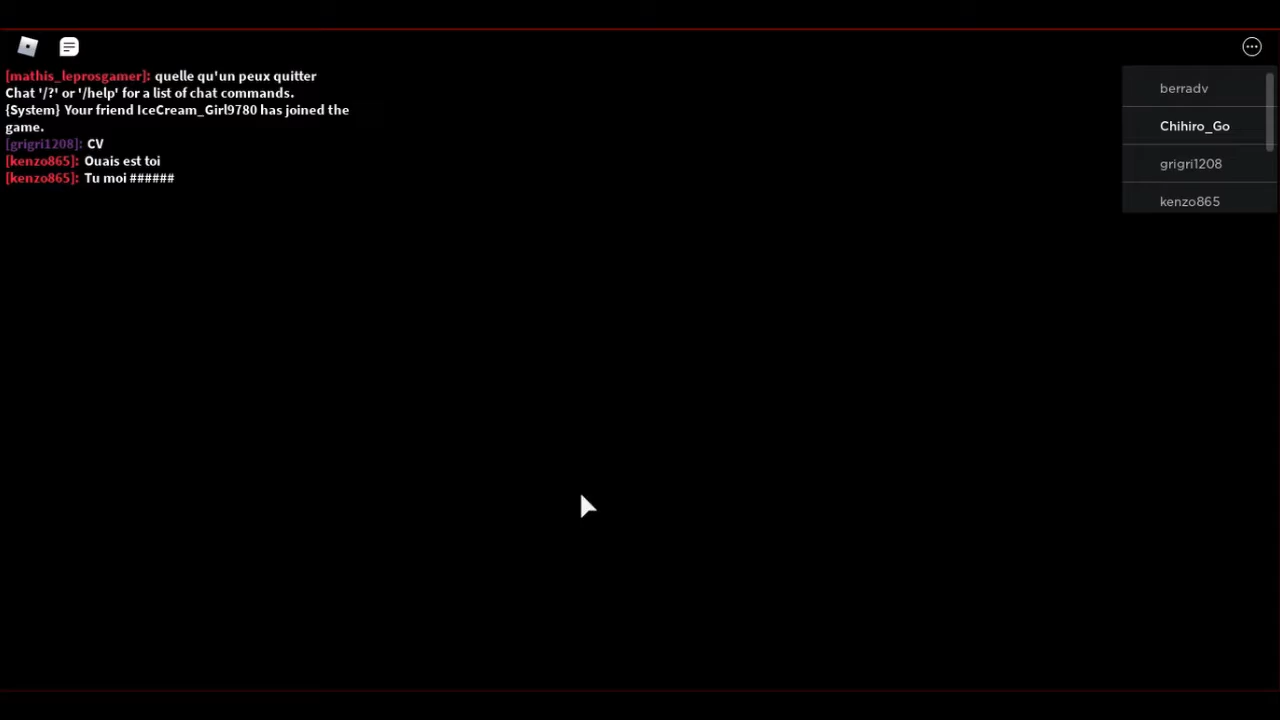 [mathis_leprosgamer]: quelle qu'un peux quitter
Chat '/?' or '/help' for a list of chat commands.
{System} Your friend IceCream_Girl9780 has joined the
game.
[grigri1208]: CV
[kenzo865]: Ouais est toi
[kenzo865]: Tu moi ######
berradv
Chihiro_Go
grigri1208
kenzo865